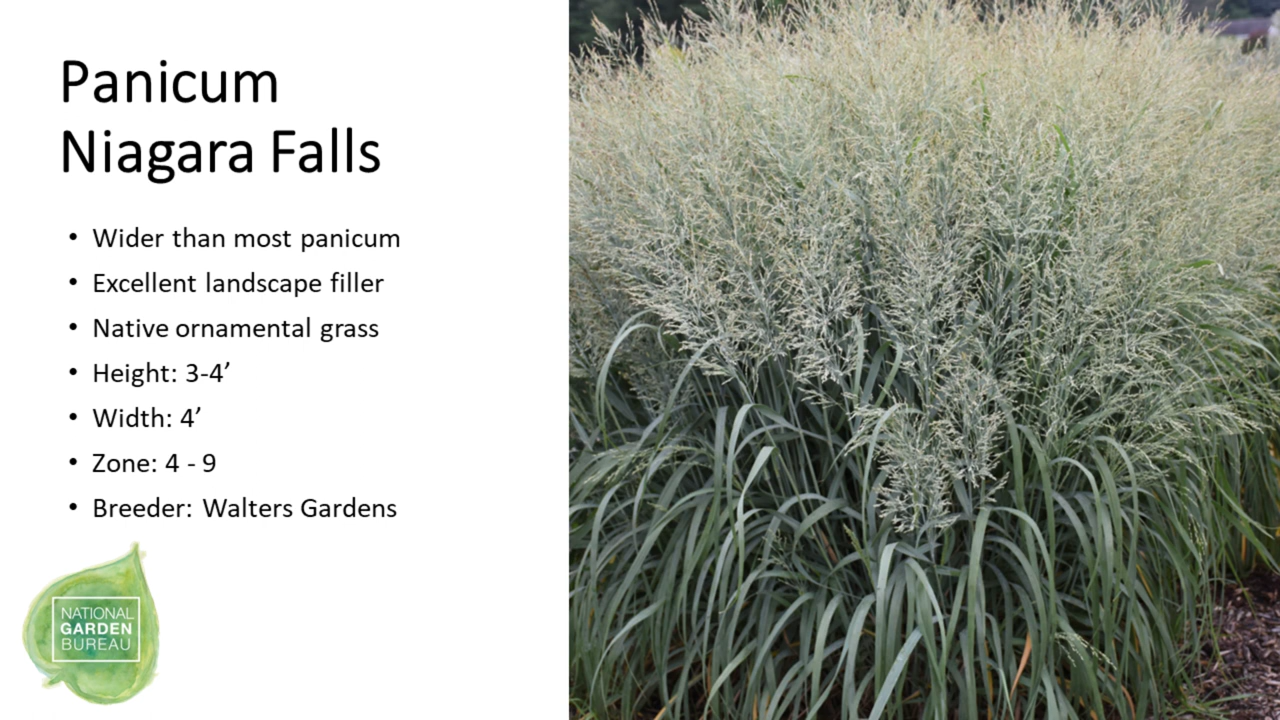 Panicum
Niagara Falls
• Wider than most panicum
• Excellent landscape filler
• Native ornamental grass
• Height: 3-4’
• Width: 4’
• Zone: 4 - 9
• Breeder: Walters Gardens
NATIONAL
GARDEN
BUREAU